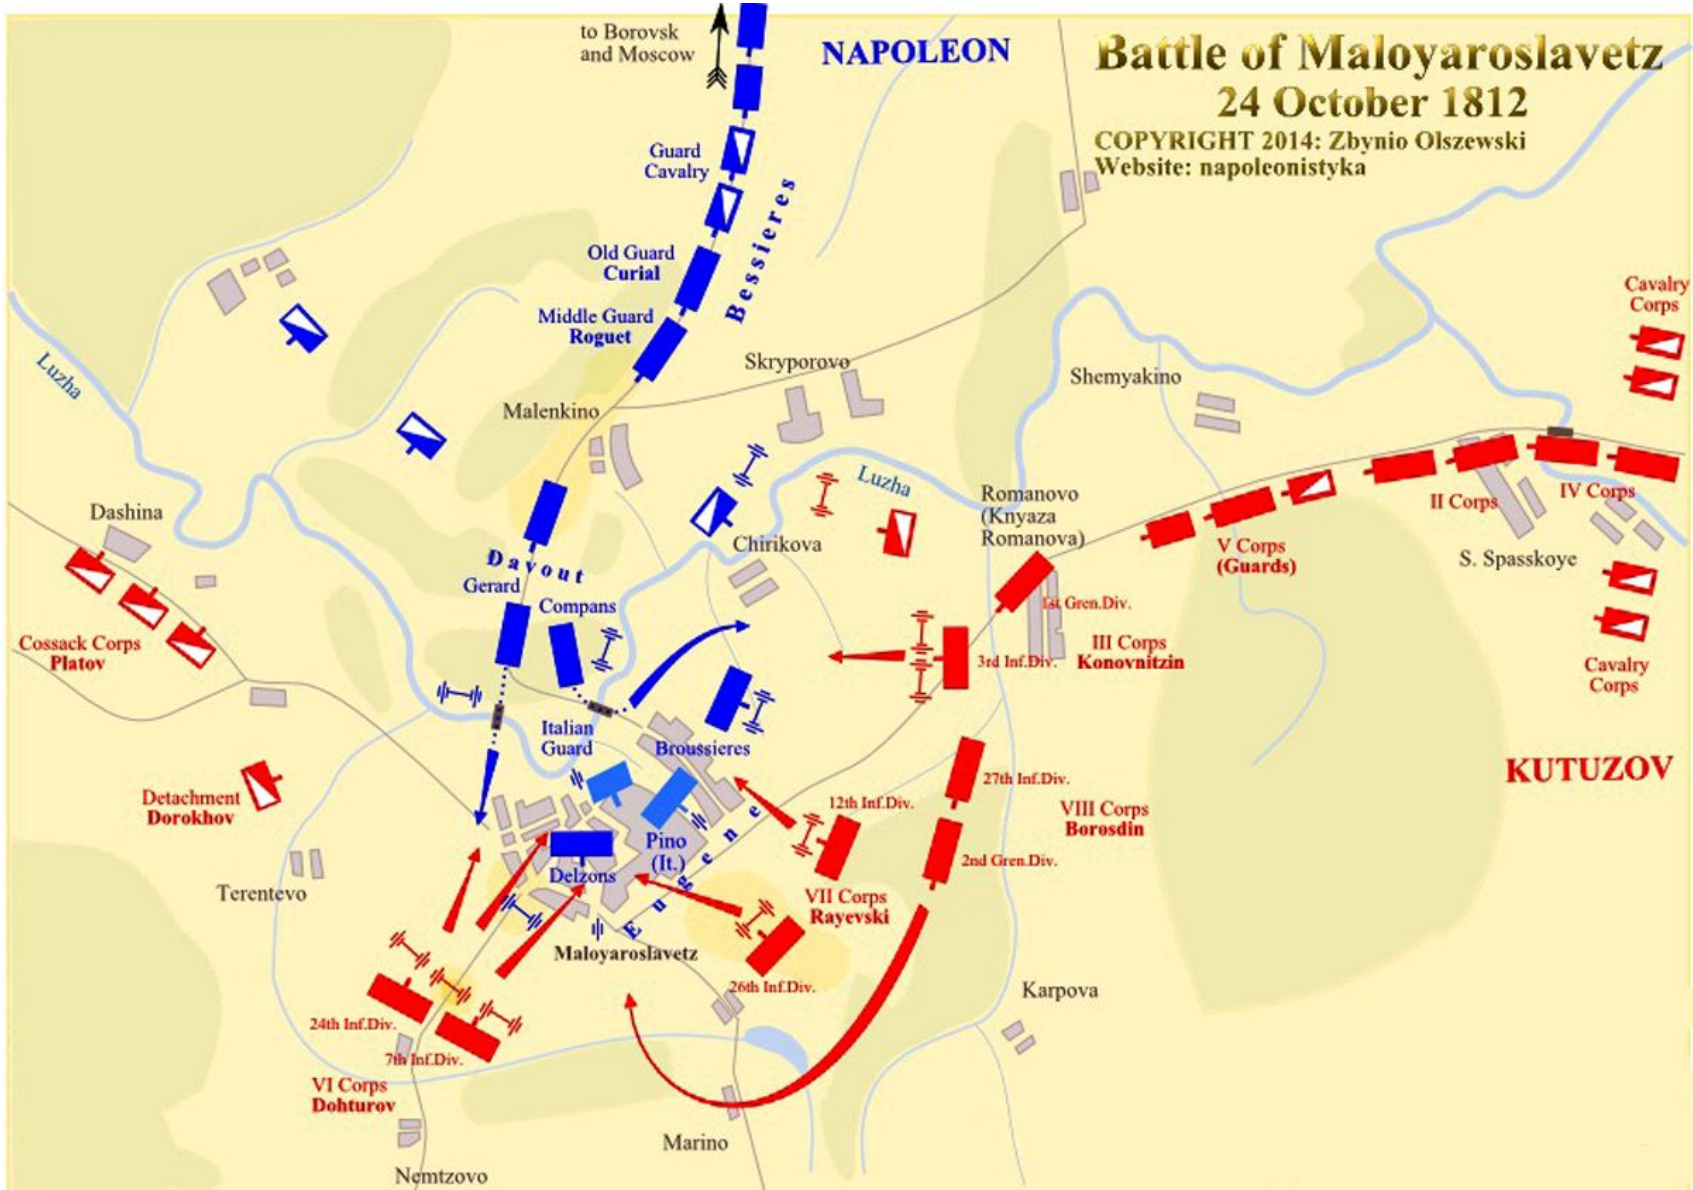 to Borovsk
and Moscow
NAPOLEON
Battle of Maloyaroslavetz
24 October 1812
COPYRIGHT 2014: Zbynio Olszewski
Website: napoleonistyka
Guard
Cavalry
Bessieres
Old Guard
Curial
Middle Guard
Roguet
Cavalry
Corps
Luzha
Skryporovo
Shemyakino
Malenkino
Luzha
Romanovo
(Knyaza
Romanova)
II Corps
IV Corps
Dashina
Chirikova
V Corps
(Guards)
S. Spasskoye
Davout
Gerard
Compans
1st Gren.Div.
Cossack Corps
Platov
III Corps
Konovnitzin
3rd Inf.Div.
Cavalry
Corps
Italian
Guard
Broussieres
KUTUZOV
27th Inf.Div.
Detachment
Dorokhov
12th Inf.Div.
VIII Corps
Borosdin
Pino
(It.)
Eugene
2nd Gren.Div.
Delzons
Terentevo
VII Corps
Rayevski
Maloyaroslavetz
26th Inf.Div.
Karpova
24th Inf.Div.
7th Inf.Div.
VI Corps
Dohturov
Marino
Nemtzovo